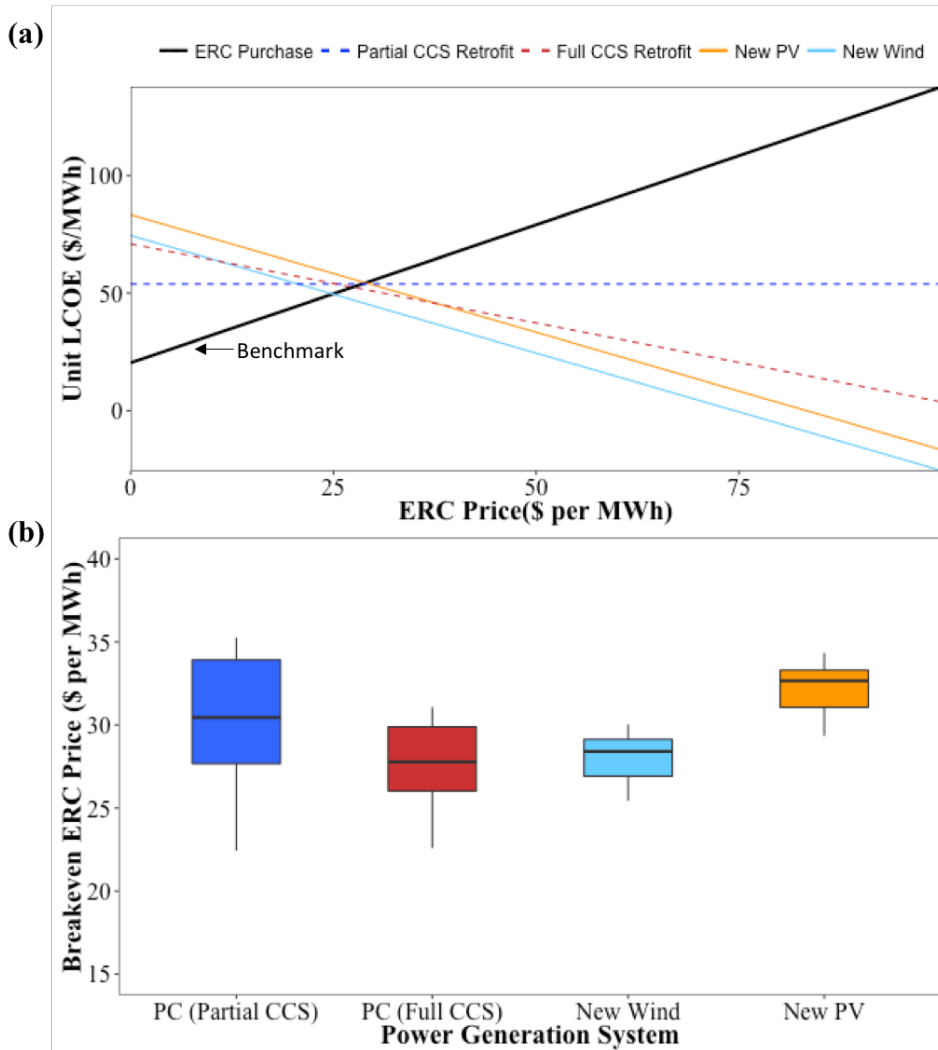 (a)
ERC Purchase Partial CCS Retrofit Full CCS Retrofit New PV New Wind
Unit LCOE ($/MWh)
100
50
0
Benchmark
0 25 50 75
ERC Price($ per MWh)
(b)
Breakeven ERC Price ($ per MWh)
40
35
30
25
20
15
PC (Partial CCS) PC (Full CCS) New Wind New PV
Power Generation System